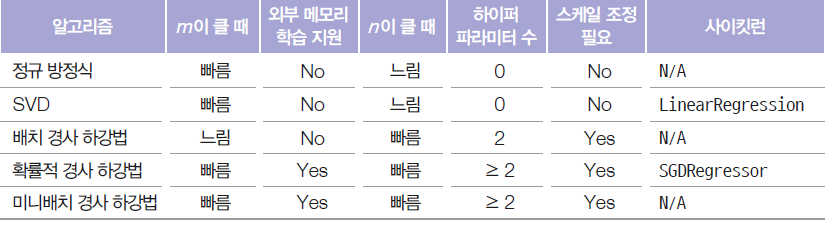 알고리즘 m이 클 때 외부 메모리 학습 지원 n이 클 때 하이퍼 파라미터 수 스케일 조정 필요 사이킷런
정규 방정식 빠름 No 느림 0 No N/A
SVD 빠름 No 느림 0 No LinearRegression
배치 경사 하강법 느림 No 빠름 2 Yes N/A
확률적 경사 하강법 빠름 Yes 빠름 ≥ 2 Yes SGDRegressor
미니배치 경사 하강법 빠름 Yes 빠름 ≥ 2 Yes N/A